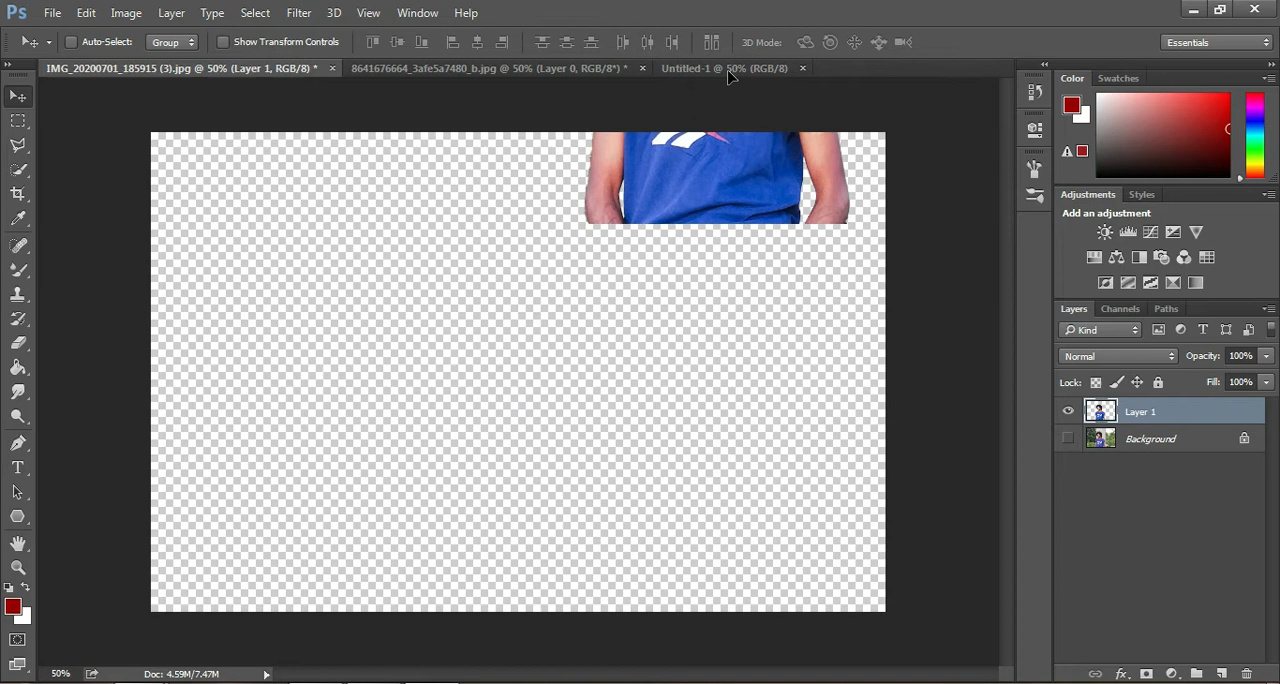 Ps File Edit Image Layer Type Select Filter 3D View Window Help
Auto-Select: Group Show Transform Controls 3D Mode: Essentials
IMG_20200701_185915 (3).jpg @ 50% (Layer 1, RGB/8) * × 8641676664_3afe5a7480_b.jpg @ 50% (Layer 0, RGB/8*) * × Untitled-1 @ 50% (RGB/8) ×
Color Swatches
Adjustments Styles
Add an adjustment
Layers Channels Paths
Kind
Normal Opacity: 100%
Lock: Fill: 100%
Layer 1
Background
50% Doc: 4.59M/7.47M